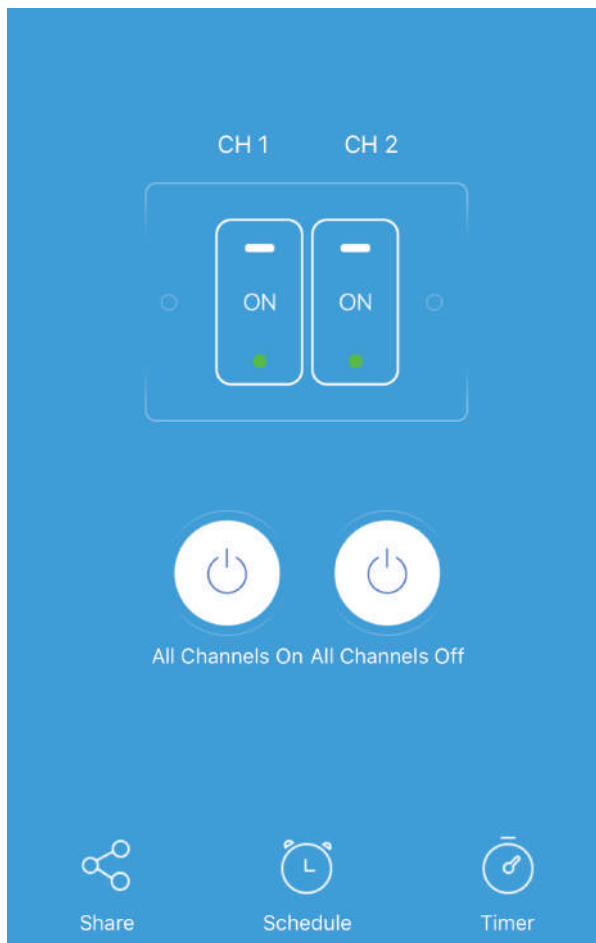 CH 1 CH 2
ON ON
All Channels On All Channels Off
Share Schedule Timer